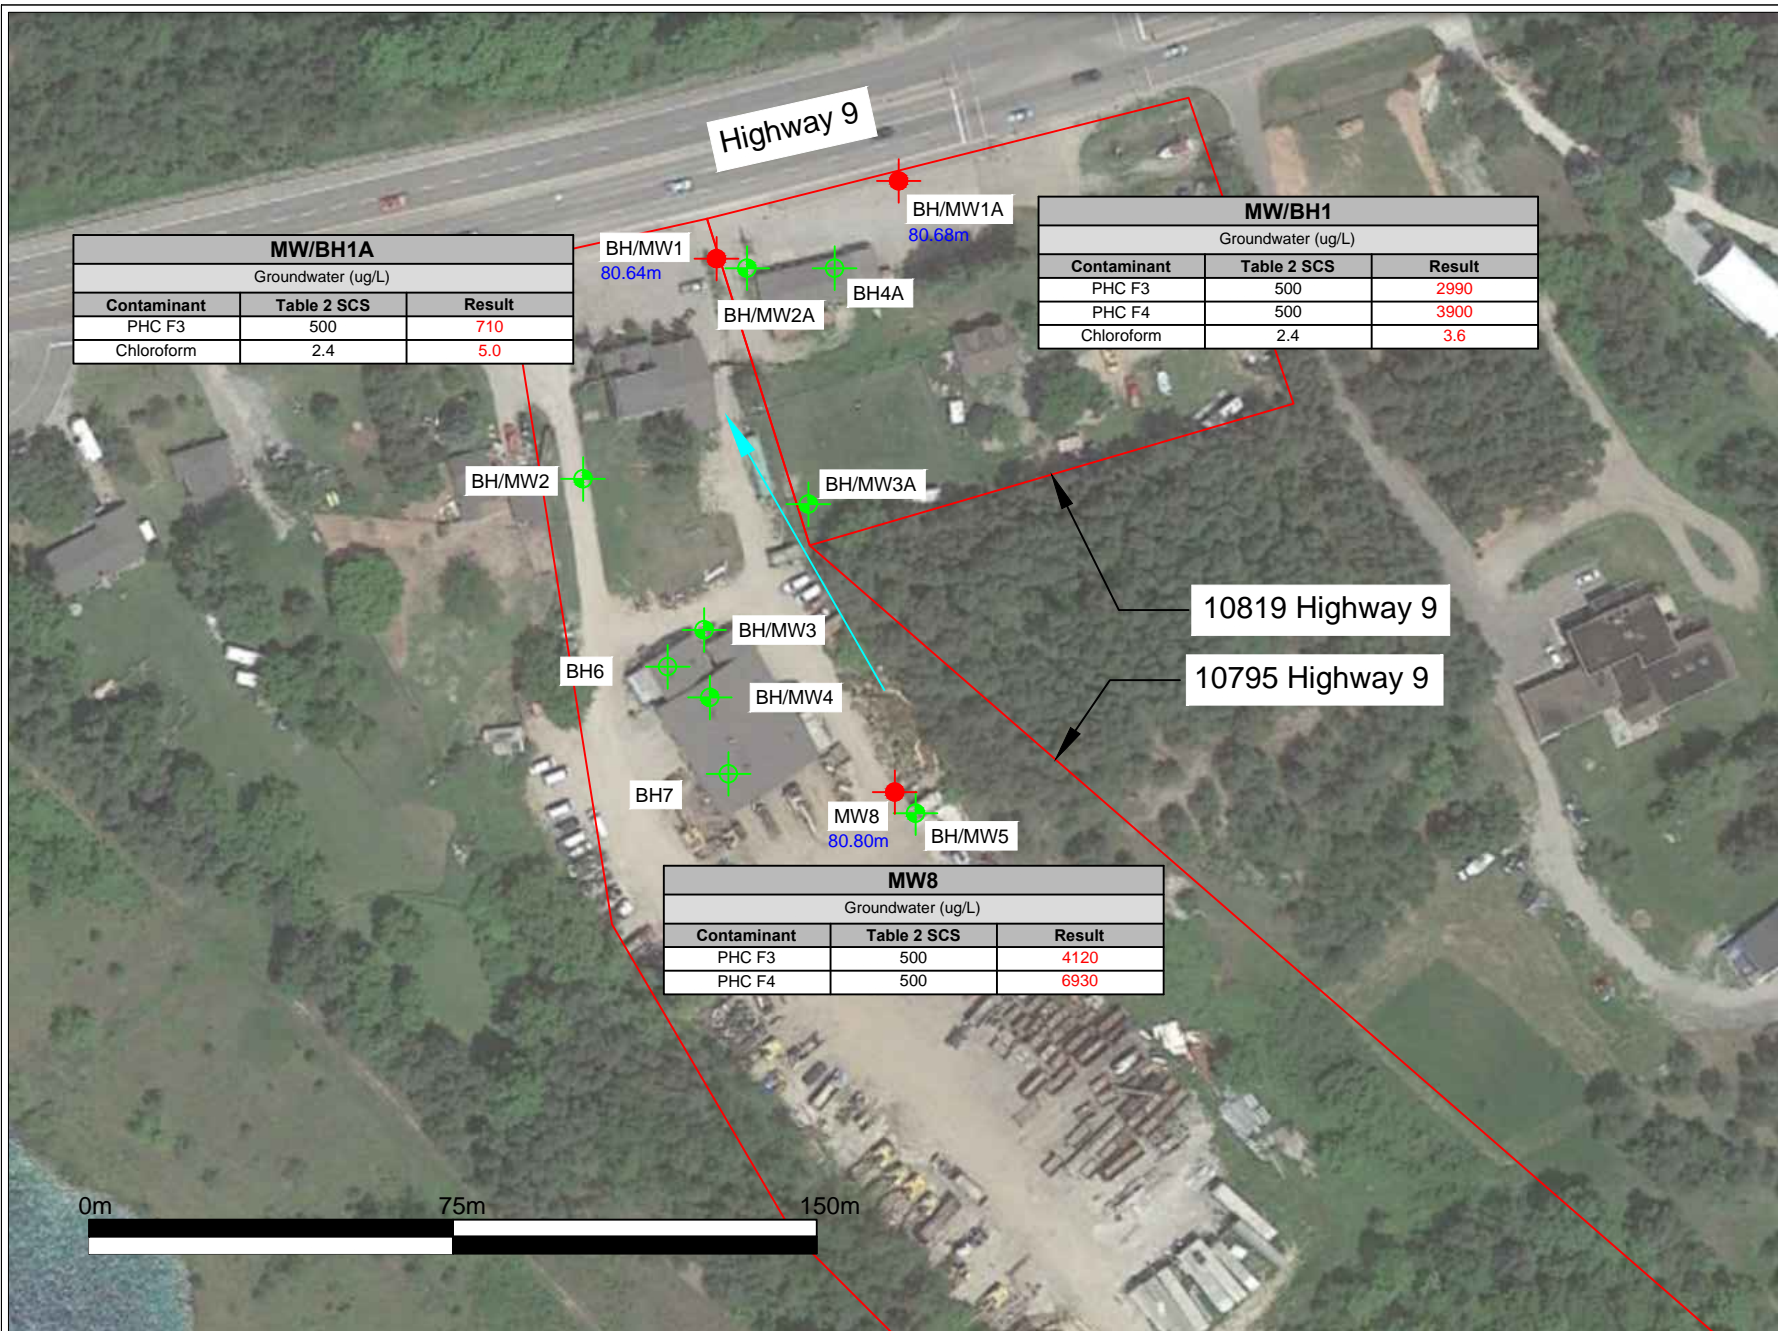 Highway 9
BH/MW1A
80.68m
BH/MW1
80.64m
BH/MW2A
BH4A
MW/BH1A
Groundwater (ug/L)
Contaminant Table 2 SCS Result
PHC F3 500 710
Chloroform 2.4 5.0
MW/BH1
Groundwater (ug/L)
Contaminant Table 2 SCS Result
PHC F3 500 2990
PHC F4 500 3900
Chloroform 2.4 3.6
BH/MW2
BH/MW3A
10819 Highway 9
10795 Highway 9
BH/MW3
BH6
BH/MW4
BH7
MW8
80.80m
BH/MW5
MW8
Groundwater (ug/L)
Contaminant Table 2 SCS Result
PHC F3 500 4120
PHC F4 500 6930
0m 75m 150m